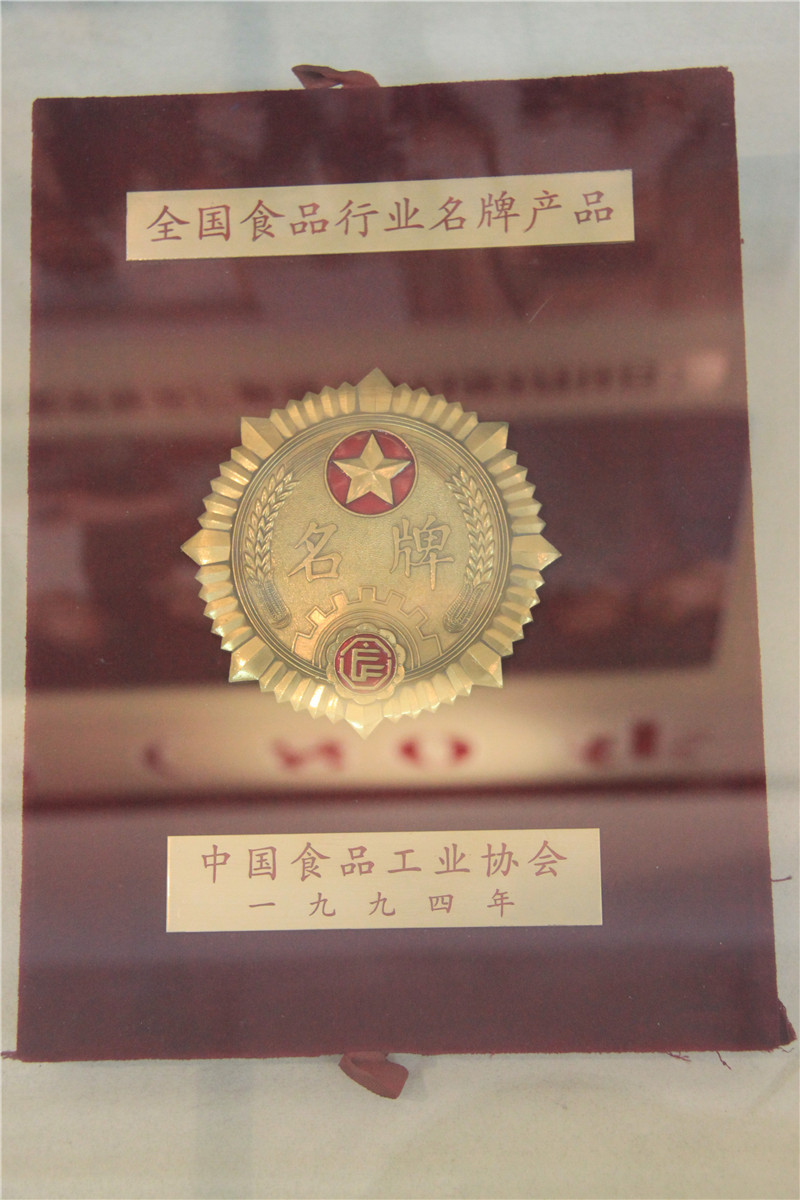 全国食品行业名牌产品
名牌
中国食品工业协会
一九九四年